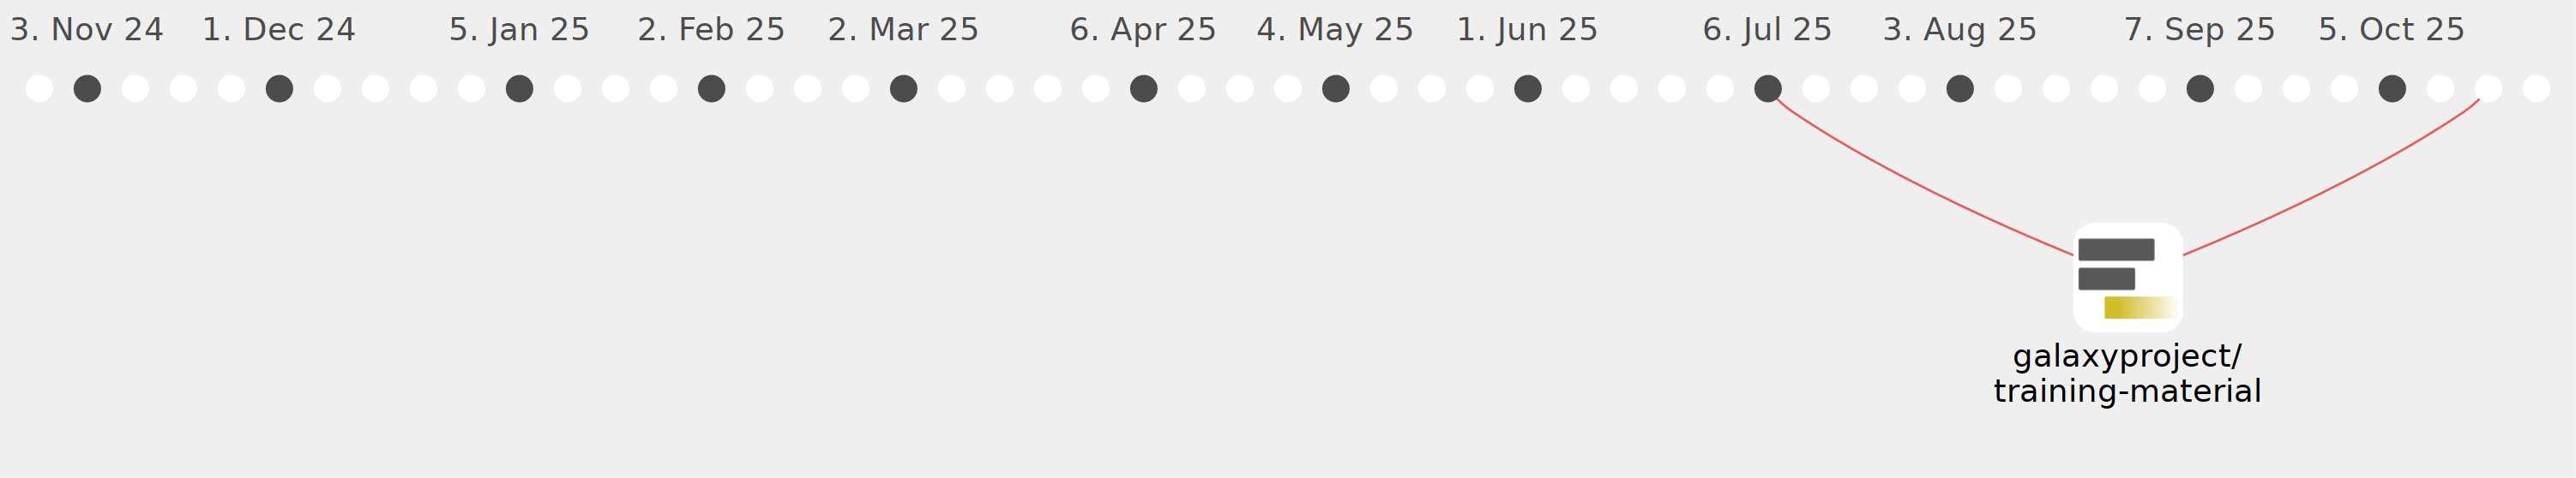 3. Nov 24 1. Dec 24 5. Jan 25 2. Feb 25 2. Mar 25 6. Apr 25 4. May 25 1. Jun 25 6. Jul 25 3. Aug 25 7. Sep 25 5. Oct 25
galaxyproject/
training-material